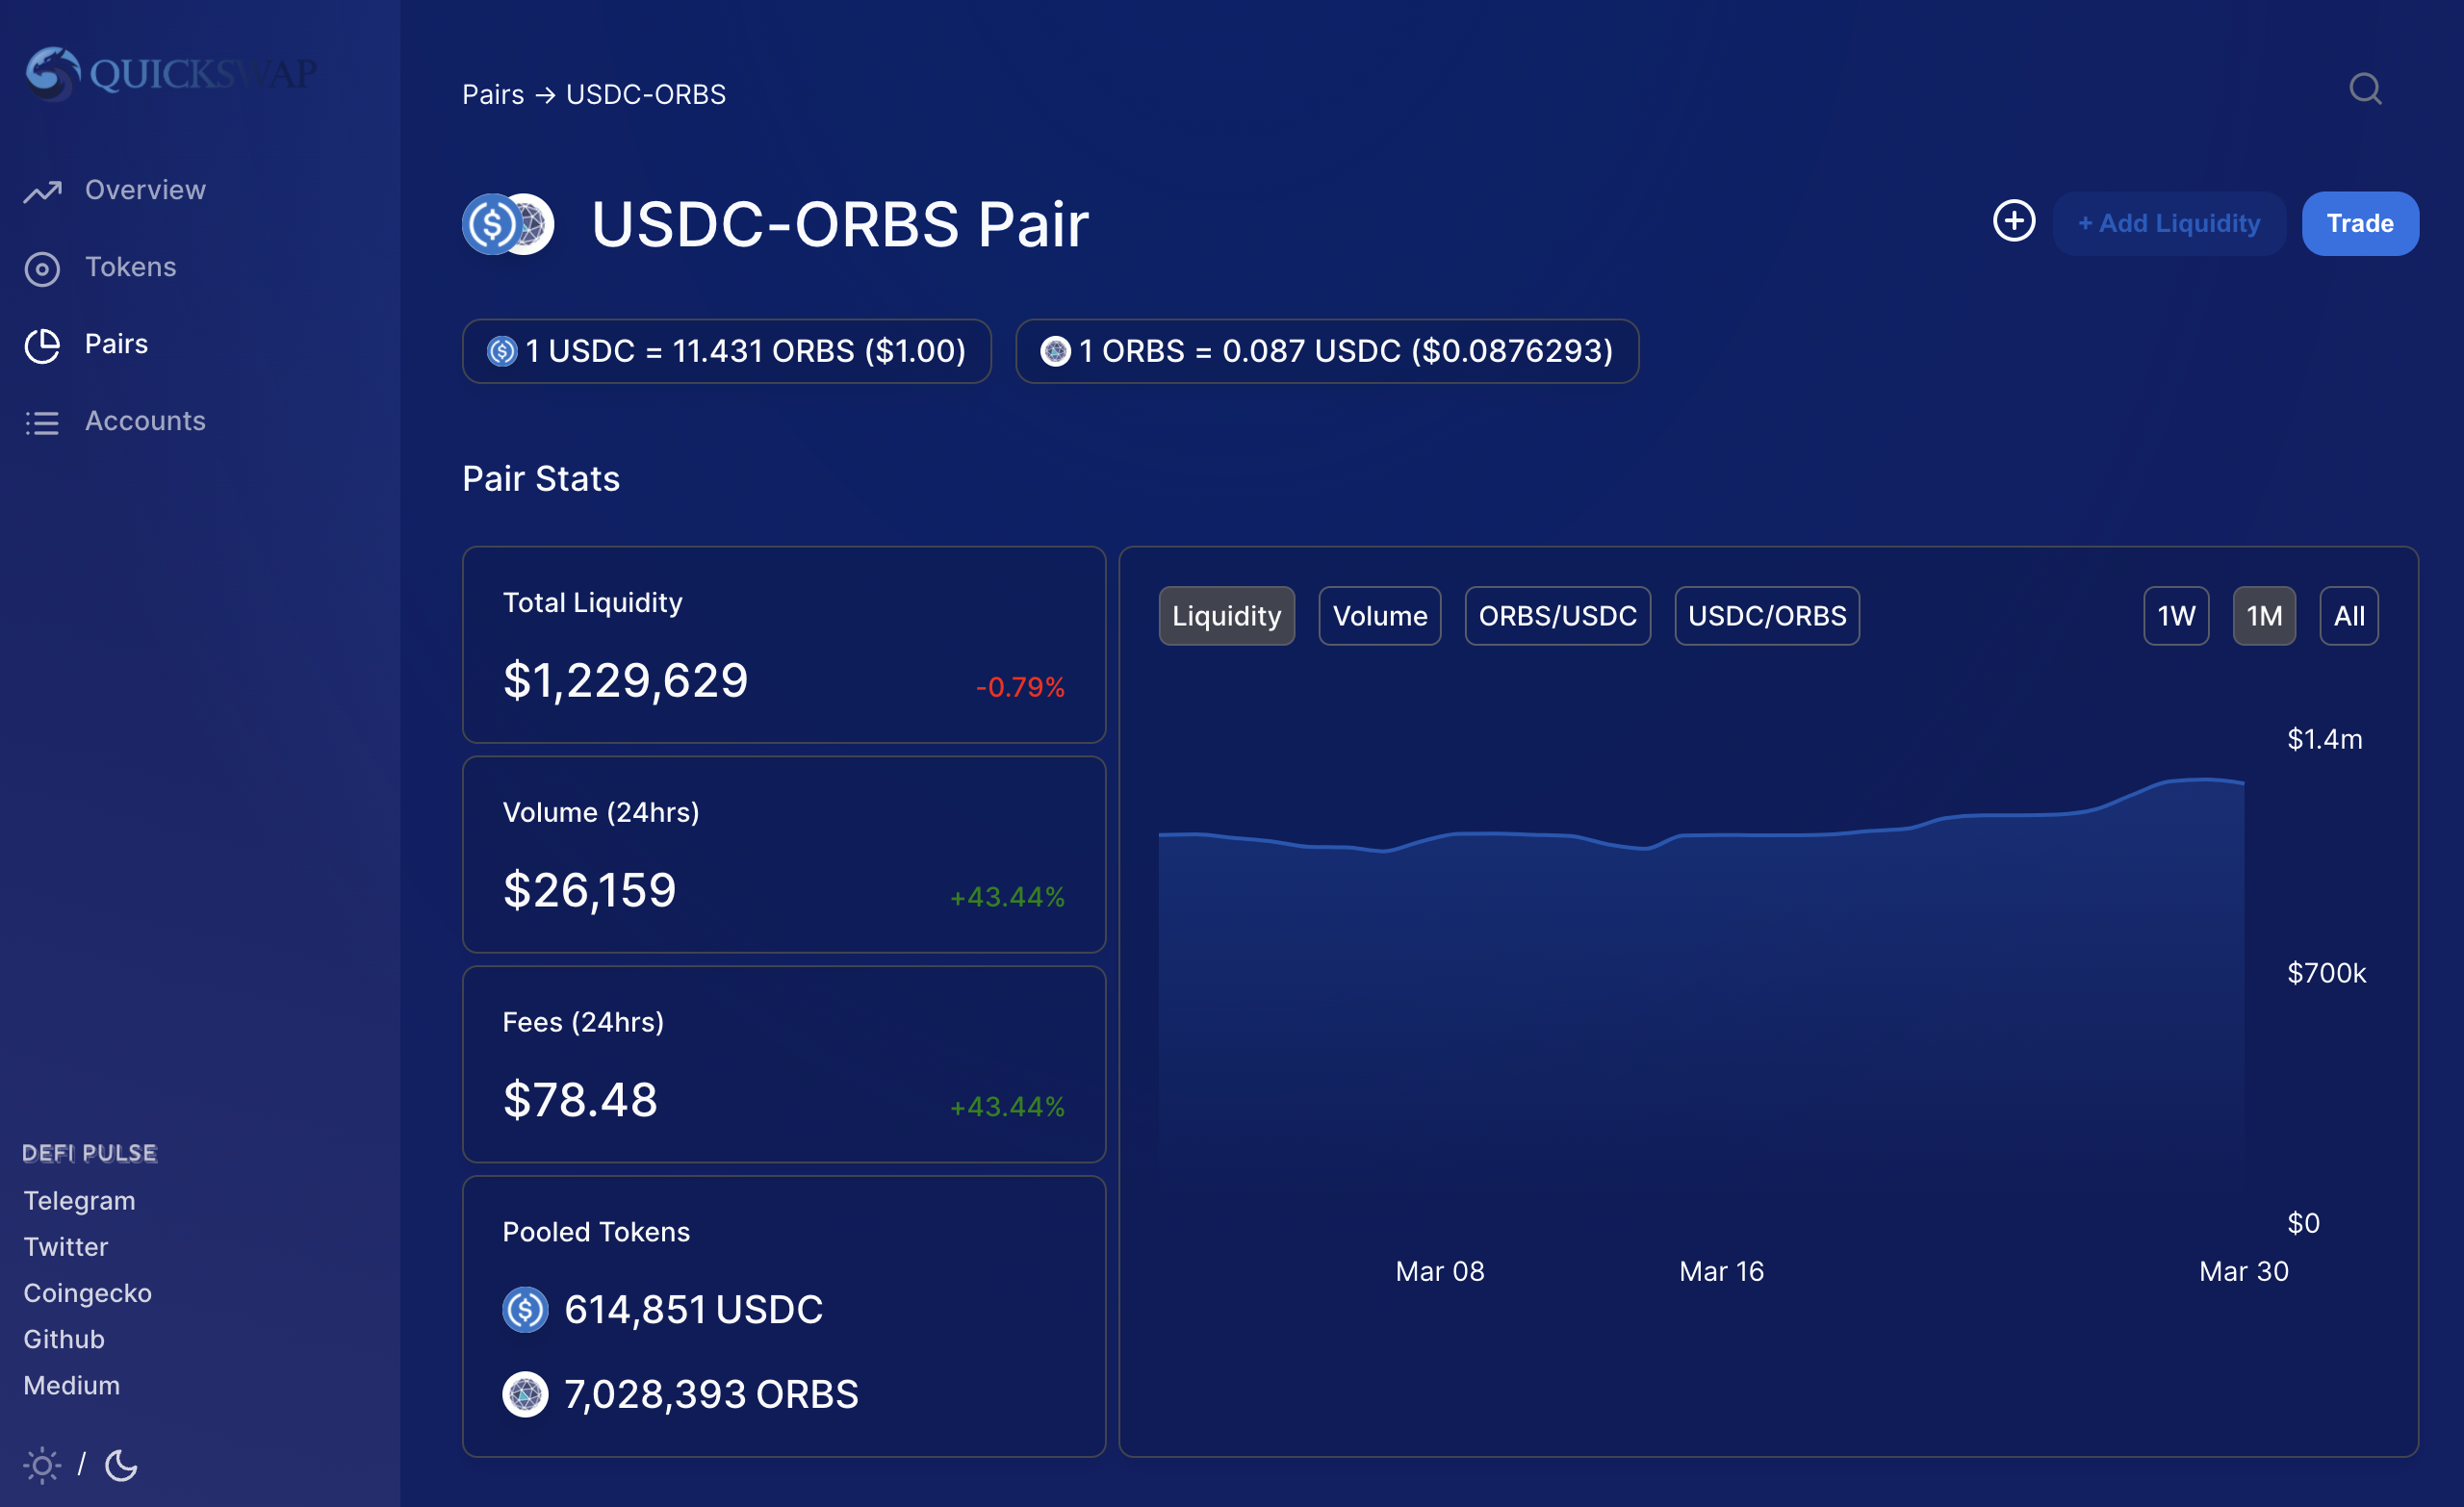 QUICKSWAP
Overview
Tokens
Pairs
Accounts
DEFI PULSE
Telegram
Twitter
Coingecko
Github
Medium
/
Pairs → USDC-ORBS
USDC-ORBS Pair
+ Add Liquidity
Trade
1 USDC = 11.431 ORBS ($1.00)
1 ORBS = 0.087 USDC ($0.0876293)
Pair Stats
Total Liquidity
$1,229,629
-0.79%
Volume (24hrs)
$26,159
+43.44%
Fees (24hrs)
$78.48
+43.44%
Pooled Tokens
614,851 USDC
7,028,393 ORBS
Liquidity
Volume
ORBS/USDC
USDC/ORBS
1W
1M
All
$1.4m
$700k
$0
Mar 08
Mar 16
Mar 30